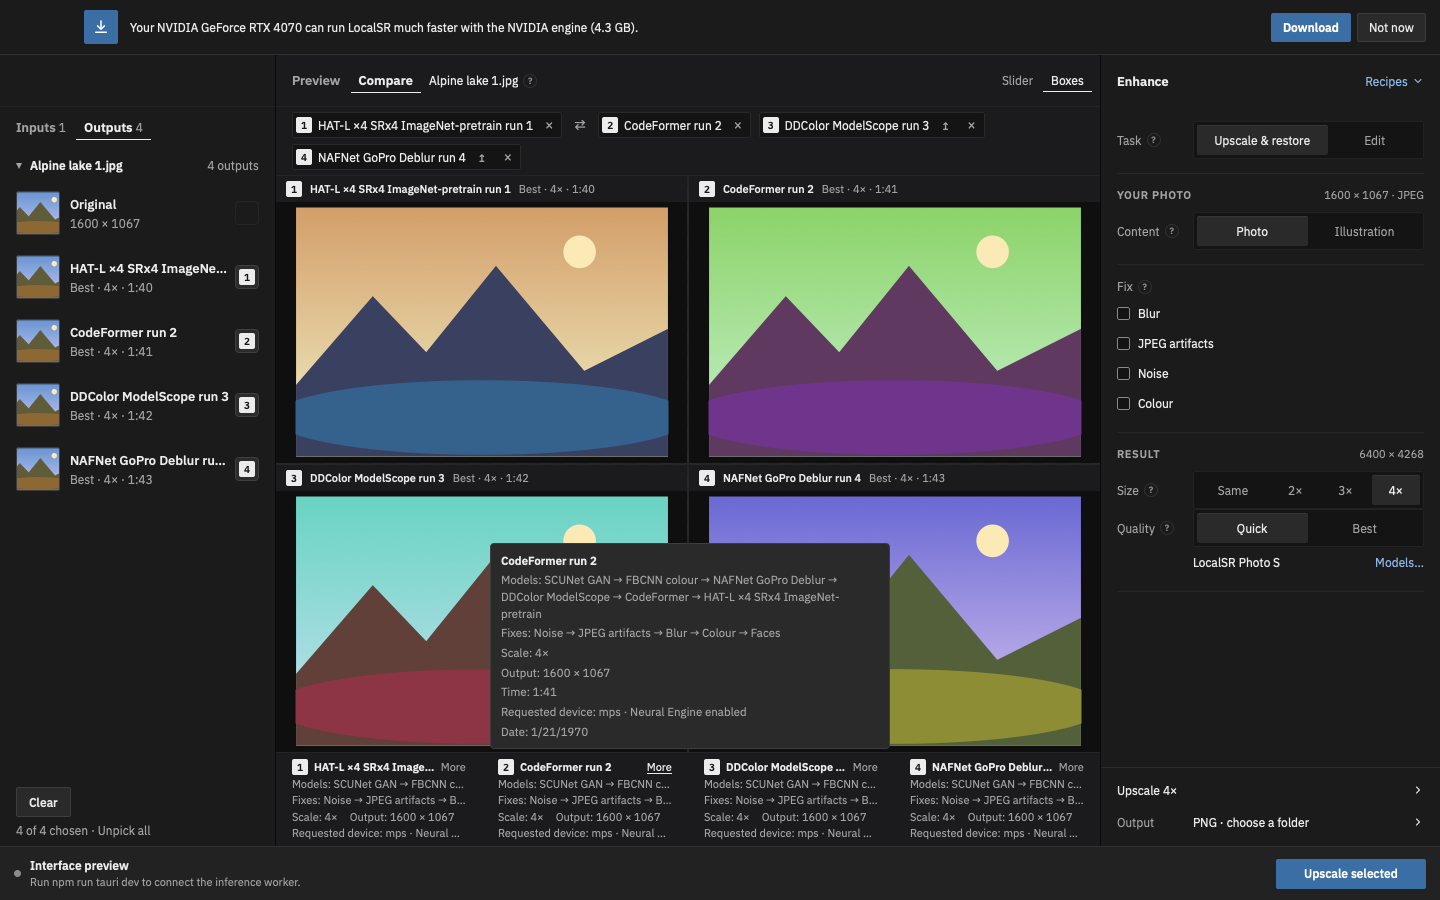 Your NVIDIA GeForce RTX 4070 can run LocalSR much faster with the NVIDIA engine (4.3 GB).
Download
Not now
Inputs 1
Outputs 4
Alpine lake 1.jpg
4 outputs
Original
1600 × 1067
HAT-L ×4 SRx4 ImageNe...
Best · 4× · 1:40
1
CodeFormer run 2
Best · 4× · 1:41
2
DDColor ModelScope run 3
Best · 4× · 1:42
3
NAFNet GoPro Deblur ru...
Best · 4× · 1:43
4
Clear
4 of 4 chosen · Unpick all
Preview
Compare
Alpine lake 1.jpg ?
Slider
Boxes
1 HAT-L ×4 SRx4 ImageNet-pretrain run 1 ×
⇄
2 CodeFormer run 2 ×
3 DDColor ModelScope run 3 ↥ ×
4 NAFNet GoPro Deblur run 4 ↥ ×
1 HAT-L ×4 SRx4 ImageNet-pretrain run 1 Best · 4× · 1:40
2 CodeFormer run 2 Best · 4× · 1:41
3 DDColor ModelScope run 3 Best · 4× · 1:42
4 NAFNet GoPro Deblur run 4 Best · 4× · 1:43
CodeFormer run 2
Models: SCUNet GAN → FBCNN colour → NAFNet GoPro Deblur →
DDColor ModelScope → CodeFormer → HAT-L ×4 SRx4 ImageNet-
pretrain
Fixes: Noise → JPEG artifacts → Blur → Colour → Faces
Scale: 4×
Output: 1600 × 1067
Time: 1:41
Requested device: mps · Neural Engine enabled
Date: 1/21/1970
1 HAT-L ×4 SRx4 Image... More
Models: SCUNet GAN → FBCNN c...
Fixes: Noise → JPEG artifacts → B...
Scale: 4× Output: 1600 × 1067
Requested device: mps · Neural ...
2 CodeFormer run 2 More
Models: SCUNet GAN → FBCNN c...
Fixes: Noise → JPEG artifacts → B...
Scale: 4× Output: 1600 × 1067
Requested device: mps · Neural ...
3 DDColor ModelScope ... More
Models: SCUNet GAN → FBCNN c...
Fixes: Noise → JPEG artifacts → B...
Scale: 4× Output: 1600 × 1067
Requested device: mps · Neural ...
4 NAFNet GoPro Deblur... More
Models: SCUNet GAN → FBCNN c...
Fixes: Noise → JPEG artifacts → B...
Scale: 4× Output: 1600 × 1067
Requested device: mps · Neural ...
Enhance
Recipes
Task ?
Upscale & restore
Edit
YOUR PHOTO
1600 × 1067 · JPEG
Content ?
Photo
Illustration
Fix ?
Blur
JPEG artifacts
Noise
Colour
RESULT
6400 × 4268
Size ?
Same
2×
3×
4×
Quality ?
Quick
Best
LocalSR Photo S
Models...
Upscale 4×
Output
PNG · choose a folder
Interface preview
Run npm run tauri dev to connect the inference worker.
Upscale selected